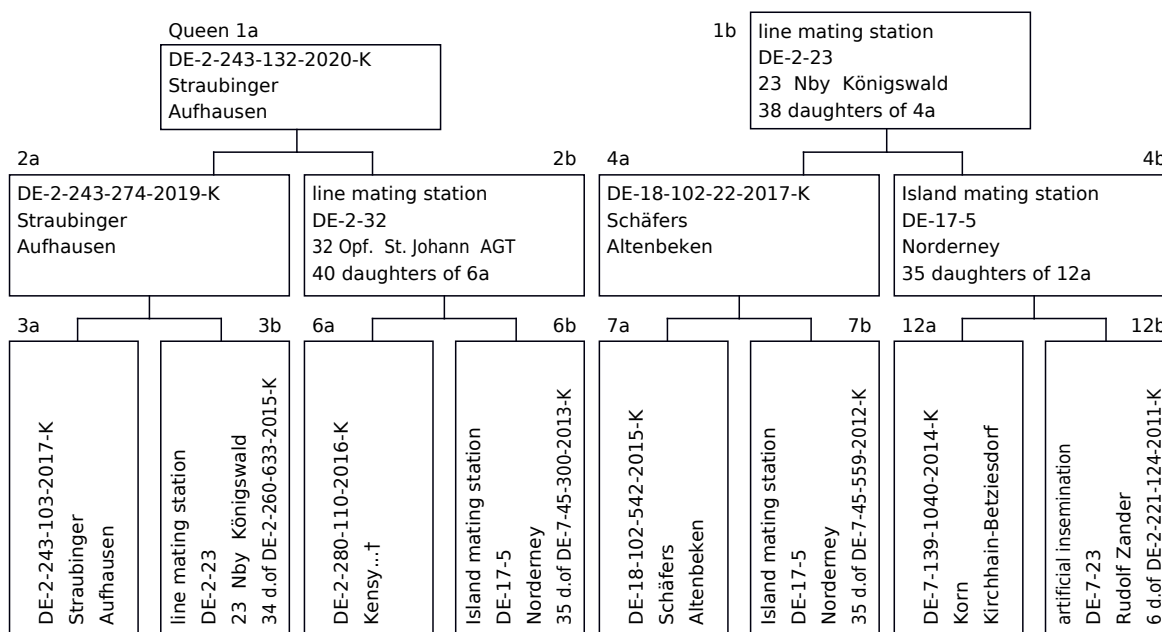 Queen 1a
DE-2-243-132-2020-K
Straubinger
Aufhausen
1b
line mating station
DE-2-23
23 Nby Königswald
38 daughters of 4a
2a
DE-2-243-274-2019-K
Straubinger
Aufhausen
2b
line mating station
DE-2-32
32 Opf. St. Johann AGT
40 daughters of 6a
4a
DE-18-102-22-2017-K
Schäfers
Altenbeken
4b
Island mating station
DE-17-5
Norderney
35 daughters of 12a
3a
DE-2-243-103-2017-K
Straubinger
Aufhausen
3b
line mating station
DE-2-23
23 Nby Königswald
34 d.of DE-2-260-633-2015-K
6a
DE-2-280-110-2016-K
Kensy...†
6b
Island mating station
DE-17-5
Norderney
35 d.of DE-7-45-300-2013-K
7a
DE-18-102-542-2015-K
Schäfers
Altenbeken
7b
Island mating station
DE-17-5
Norderney
35 d.of DE-7-45-559-2012-K
12a
DE-7-139-1040-2014-K
Korn
Kirchhain-Betziesdorf
12b
artificial insemination
DE-7-23
Rudolf Zander
6 d.of DE-2-221-124-2011-K